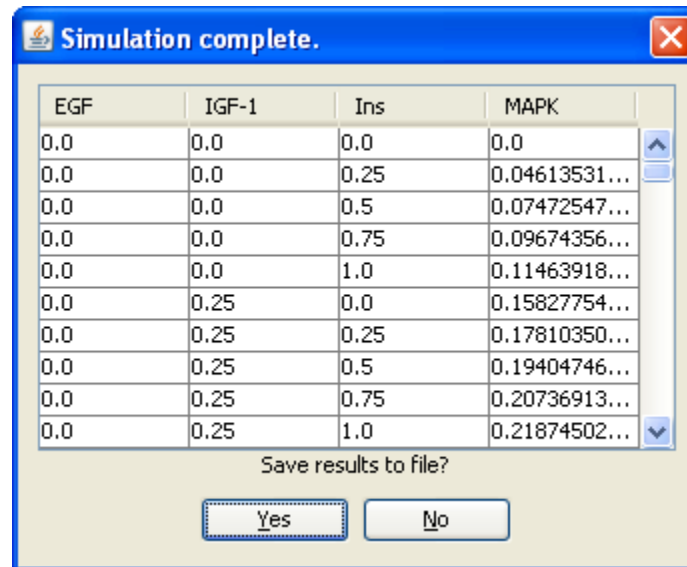 Simulation complete.
EGF IGF-1 Ins MAPK
0.0 0.0 0.0 0.0
0.0 0.0 0.25 0.04613531...
0.0 0.0 0.5 0.07472547...
0.0 0.0 0.75 0.09674356...
0.0 0.0 1.0 0.11463918...
0.0 0.25 0.0 0.15827754...
0.0 0.25 0.25 0.17810350...
0.0 0.25 0.5 0.19404746...
0.0 0.25 0.75 0.20736913...
0.0 0.25 1.0 0.21874502...
Save results to file?
Yes No